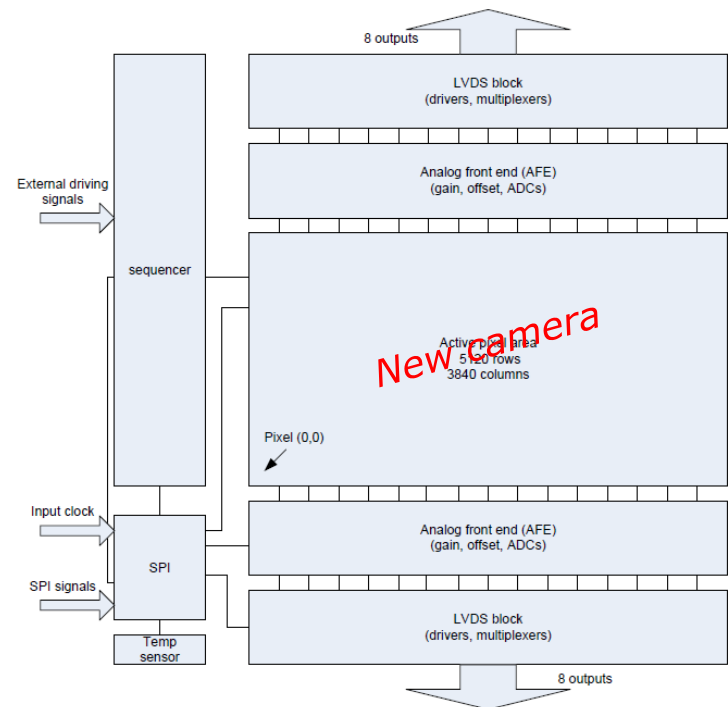 8 outputs
LVDS block
(drivers, multiplexers)
Analog front end (AFE)
(gain, offset, ADCs)
External driving
signals
sequencer
New camera
Active pixel area
5120 rows
3840 columns
Pixel (0,0)
Input clock
SPI
SPI signals
Analog front end (AFE)
(gain, offset, ADCs)
LVDS block
(drivers, multiplexers)
Temp
sensor
8 outputs